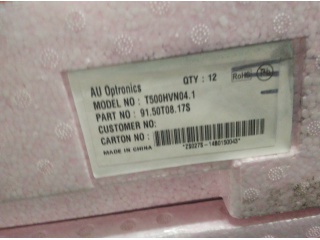 AU Optronics QTY : 12
MODEL NO : T500HVN04.1
PART NO : 91.50T08.17S
CUSTOMER NO:
CARTON NO :
MADE IN CHINA
RoHS